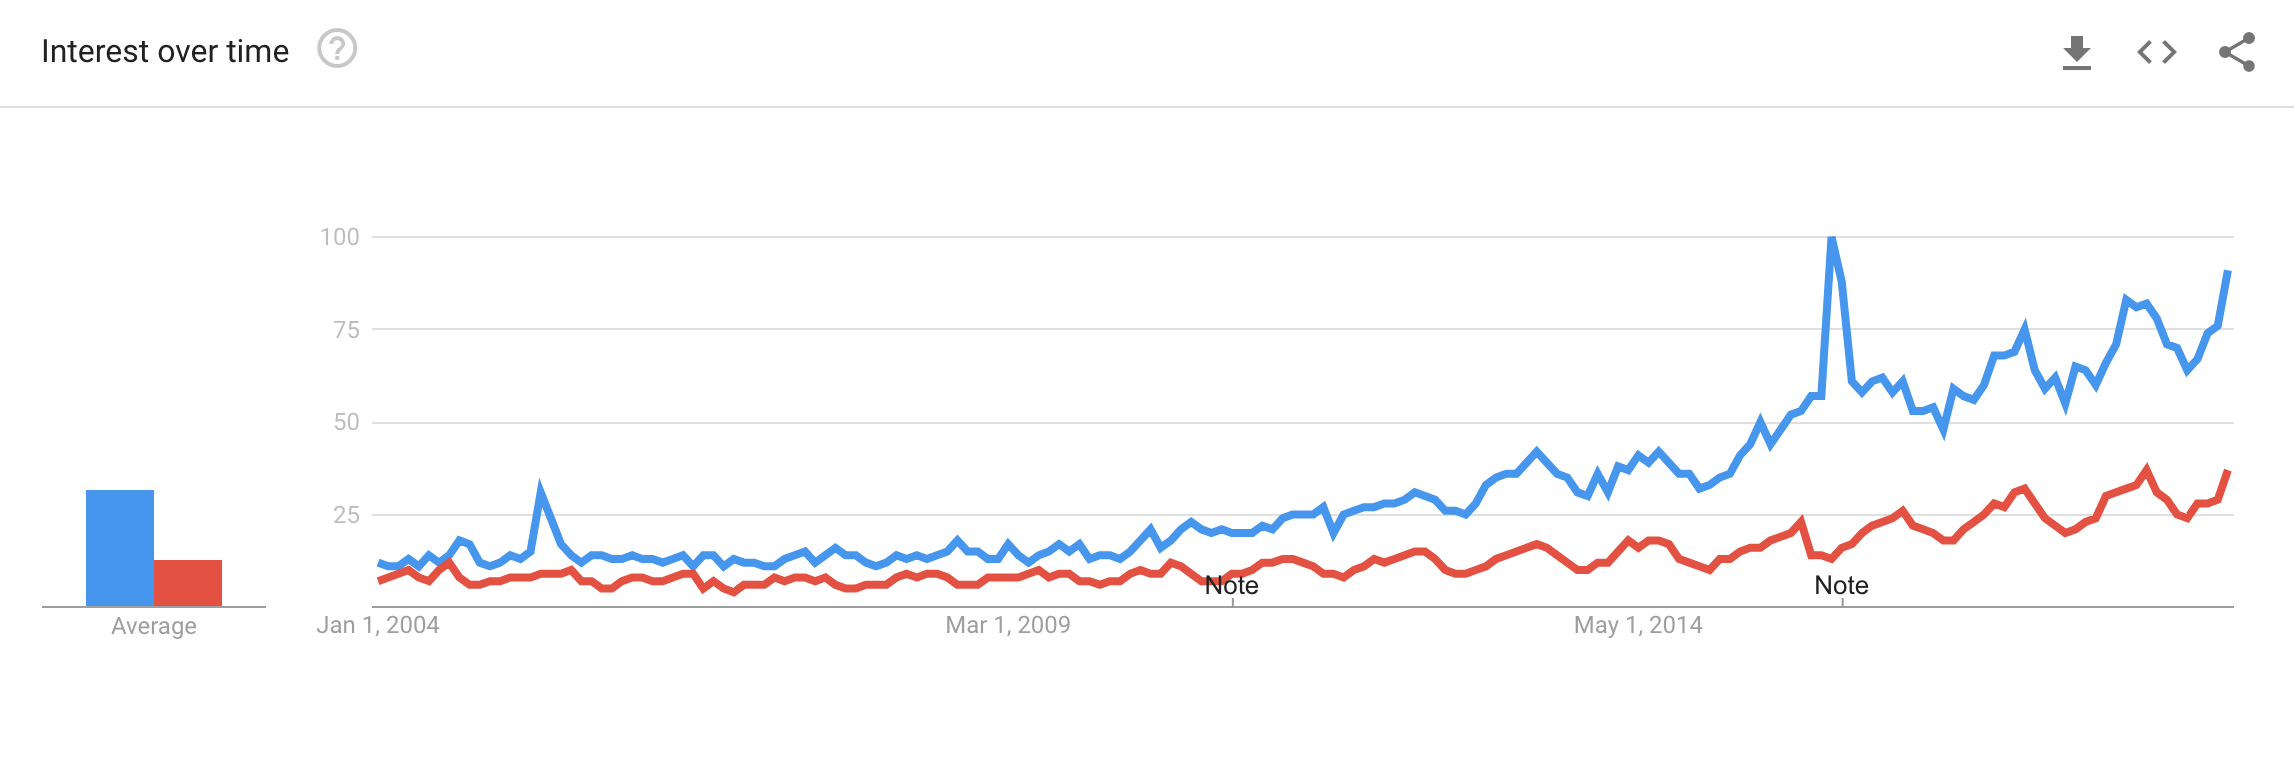 Interest over time
100
75
50
25
Note Note
Average
Jan 1, 2004 Mar 1, 2009 May 1, 2014